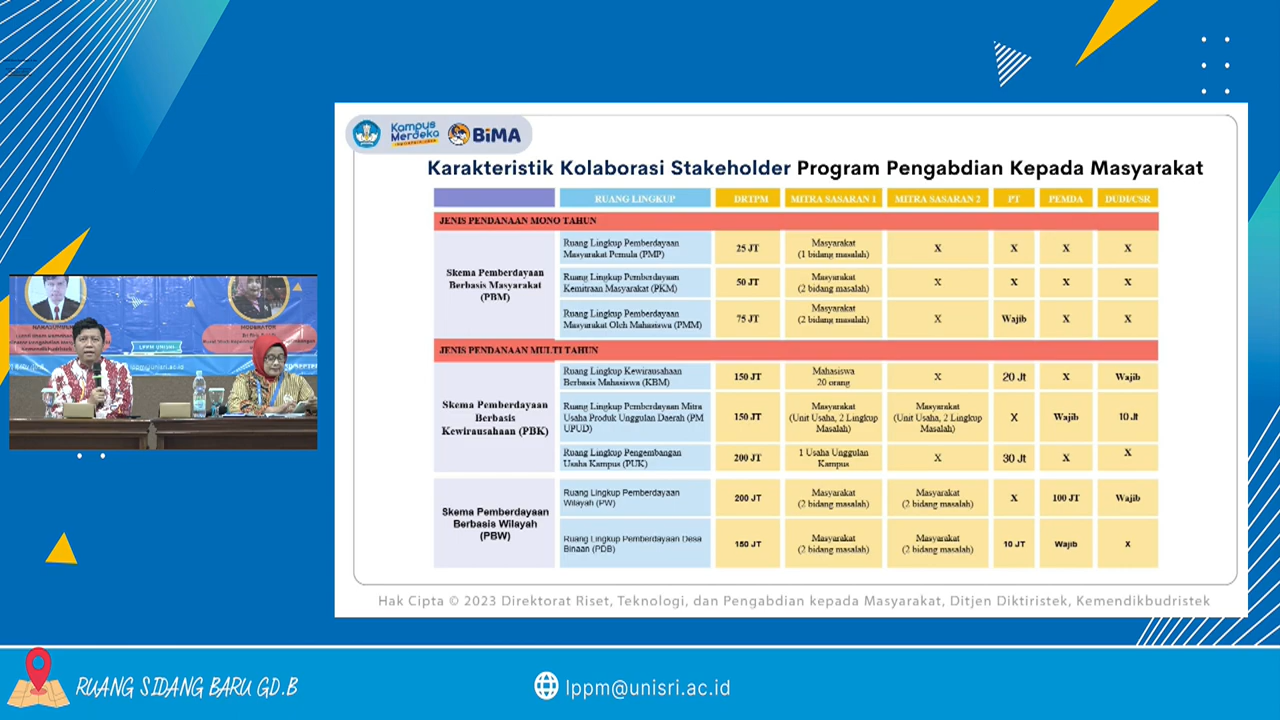 Kampus
Merdeka
BiMA
Karakteristik Kolaborasi Stakeholder Program Pengabdian Kepada Masyarakat
RUANG LINGKUP DRTPM MITRA SASARAN 1 MITRA SASARAN 2 PT PEMDA DUDI/CSR
JENIS PENDANAAN MONO TAHUN
Skema Pemberdayaan
Berbasis Masyarakat
(PBM)
Ruang Lingkup Pemberdayaan
Masyarakat Pemula (PMP)
25 JT
Masyarakat
(1 bidang masalah)
X X X X
Ruang Lingkup Pemberdayaan
Kemitraan Masyarakat (PKM)
50 JT
Masyarakat
(2 bidang masalah)
X X X X
Ruang Lingkup Pemberdayaan
Masyarakat Oleh Mahasiswa (PMM)
75 JT
Masyarakat
(2 bidang masalah)
X Wajib X X
JENIS PENDANAAN MULTI TAHUN
Skema Pemberdayaan
Berbasis
Kewirausahaan (PBK)
Ruang Lingkup Kewirausahaan
Berbasis Mahasiswa (KBM)
150 JT
Mahasiswa
20 orang
X 20 Jt X Wajib
Ruang Lingkup Pemberdayaan Mitra
Usaha Produk Unggulan Daerah (PM
UPUD)
150 JT
Masyarakat
(Unit Usaha, 2 Lingkup
Masalah)
Masyarakat
(Unit Usaha, 2 Lingkup
Masalah)
X Wajib 10 Jt
Ruang Lingkup Pengembangan
Usaha Kampus (PUK)
200 JT
1 Usaha Unggulan
Kampus
X 30 Jt X X
Skema Pemberdayaan
Berbasis Wilayah
(PBW)
Ruang Lingkup Pemberdayaan
Wilayah (PW)
200 JT
Masyarakat
(2 bidang masalah)
Masyarakat
(2 bidang masalah)
X 100 JT Wajib
Ruang Lingkup Pemberdayaan Desa
Binaan (PDB)
150 JT
Masyarakat
(2 bidang masalah)
Masyarakat
(2 bidang masalah)
10 JT Wajib X
Hak Cipta © 2023 Direktorat Riset, Teknologi, dan Pengabdian kepada Masyarakat, Ditjen Diktiristek, Kemendikbudristek
MODERATOR
LPPM UNISRI
RUANG SIDANG BARU GD.B
lppm@unisri.ac.id